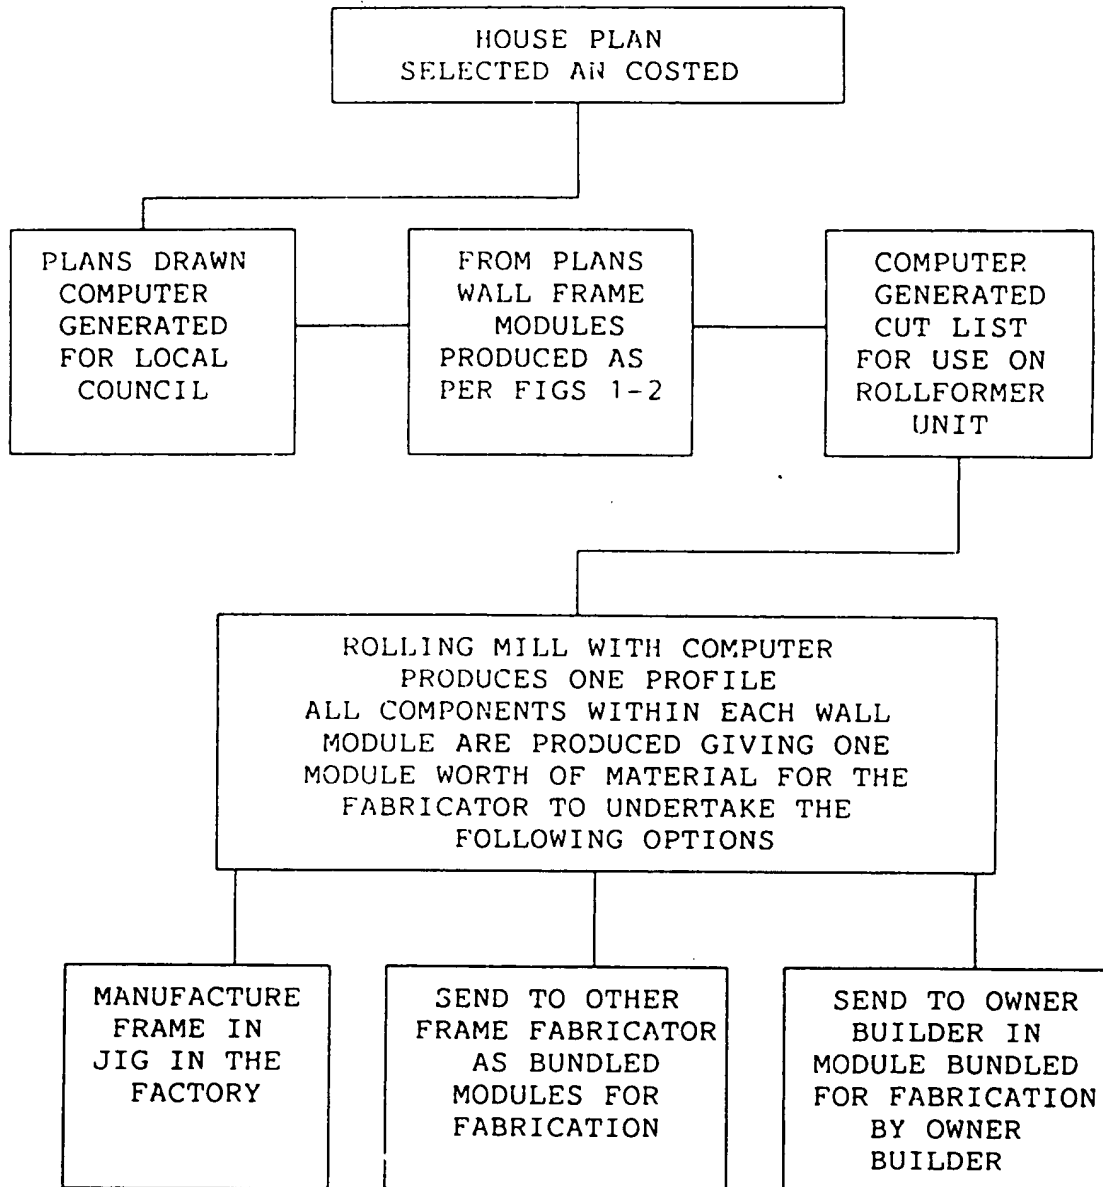 HOUSE PLAN
SELECTED AN COSTED
PLANS DRAWN
COMPUTER
GENERATED
FOR LOCAL
COUNCIL
FROM PLANS
WALL FRAME
MODULES
PRODUCED AS
PER FIGS 1-2
COMPUTER
GENERATED
CUT LIST
FOR USE ON
ROLLFORMER
UNIT
ROLLING MILL WITH COMPUTER
PRODUCES ONE PROFILE
ALL COMPONENTS WITHIN EACH WALL
MODULE ARE PRODUCED GIVING ONE
MODULE WORTH OF MATERIAL FOR THE
FABRICATOR TO UNDERTAKE THE
FOLLOWING OPTIONS
MANUFACTURE
FRAME IN
JIG IN THE
FACTORY
SEND TO OTHER
FRAME FABRICATOR
AS BUNDLED
MODULES FOR
FABRICATION
SEND TO OWNER
BUILDER IN
MODULE BUNDLED
FOR FABRICATION
BY OWNER
BUILDER